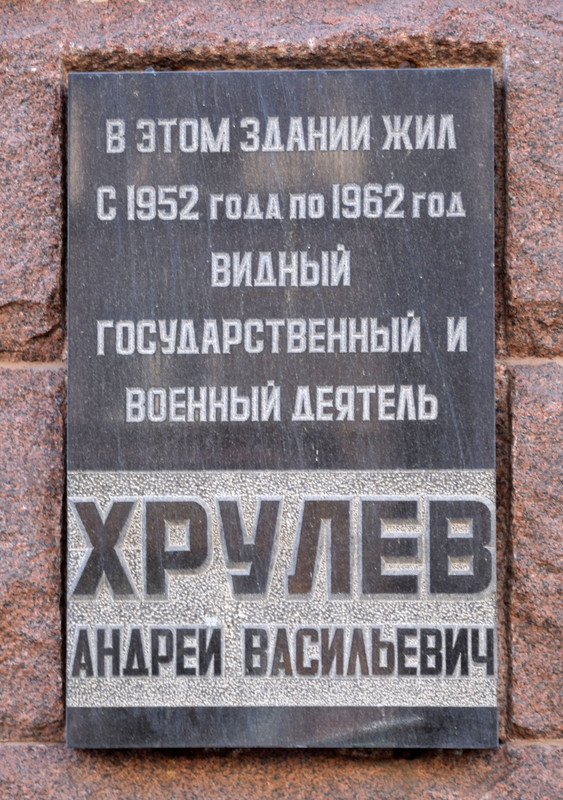 В ЭТОМ ЗДАНИИ ЖИЛ
С 1952 ГОДА ПО 1962 ГОД
ВИДНЫЙ
ГОСУДАРСТВЕННЫЙ И
ВОЕННЫЙ ДЕЯТЕЛЬ
ХРУЛЕВ
АНДРЕЙ ВАСИЛЬЕВИЧ